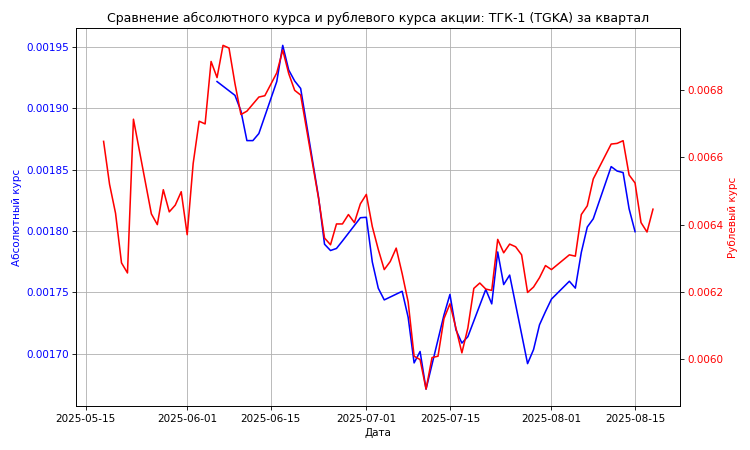 Сравнение абсолютного курса и рублевого курса акции: ТГК-1 (TGKA) за квартал
Абсолютный курс
0.00195
0.00190
0.00185
0.00180
0.00175
0.00170
0.0068
0.0066
0.0064
0.0062
0.0060
Рублевый курс
2025-05-15 2025-06-01 2025-06-15 2025-07-01 2025-07-15 2025-08-01 2025-08-15
Дата